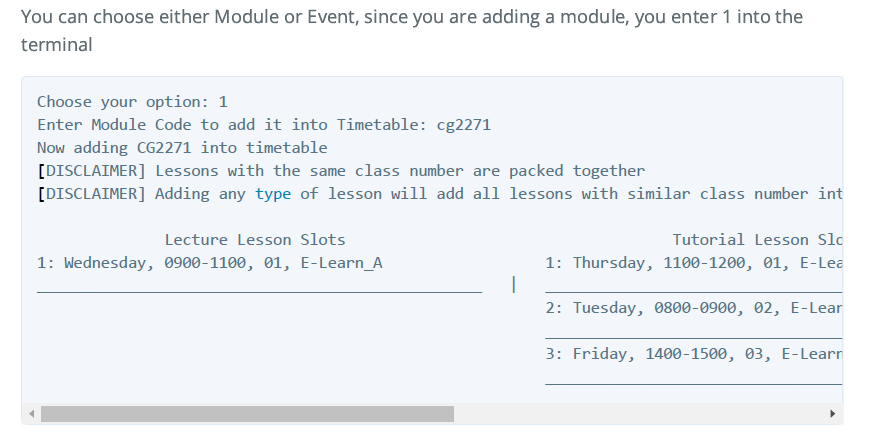 You can choose either Module or Event, since you are adding a module, you enter 1 into the
terminal
Choose your option: 1
Enter Module Code to add it into Timetable: cg2271
Now adding CG2271 into timetable
[DISCLAIMER] Lessons with the same class number are packed together
[DISCLAIMER] Adding any type of lesson will add all lessons with similar class number int
Lecture Lesson Slots Tutorial Lesson Slo
1: Wednesday, 0900-1100, 01, E-Learn_A 1: Thursday, 1100-1200, 01, E-Lea
|
2: Tuesday, 0800-0900, 02, E-Lear
3: Friday, 1400-1500, 03, E-Learn